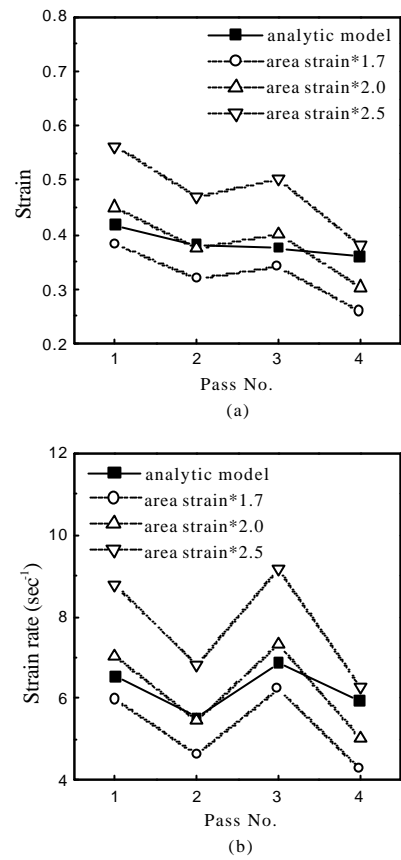 0.8
0.7
0.6
0.5
0.4
0.3
0.2
Strain
analytic model
area strain*1.7
area strain*2.0
area strain*2.5
1 2 3 4
Pass No.
(a)
12
10
8
6
4
Strain rate (sec⁻¹)
analytic model
area strain*1.7
area strain*2.0
area strain*2.5
1 2 3 4
Pass No.
(b)